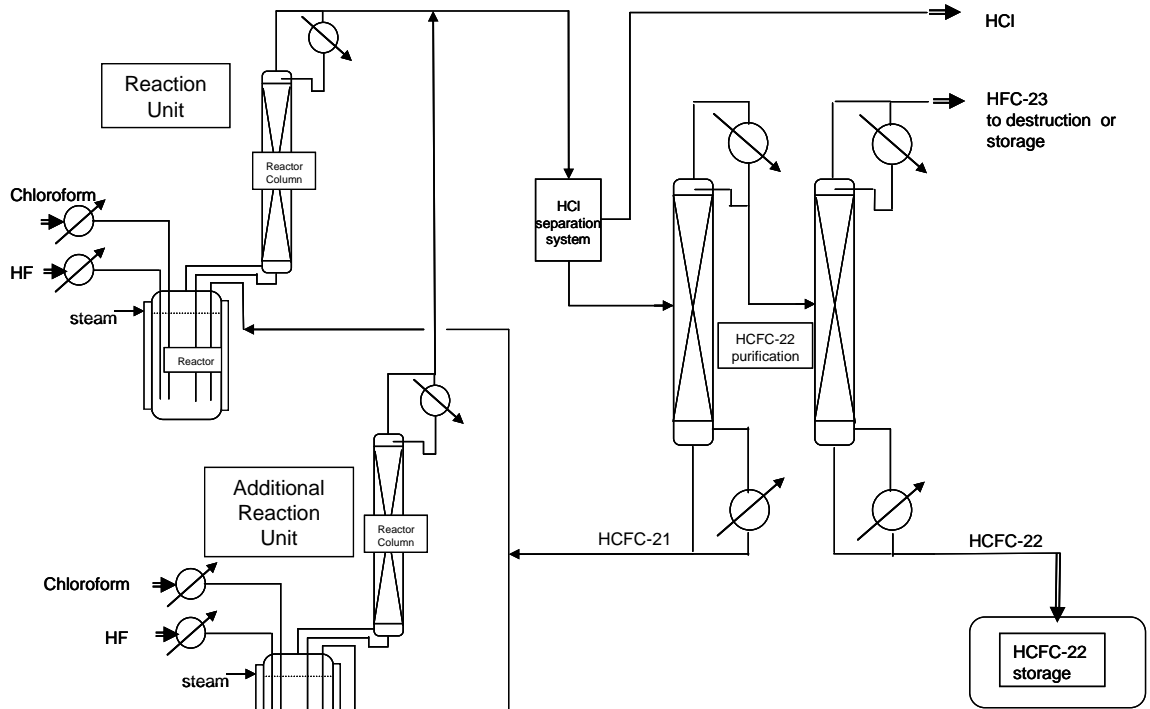 HCl
Reaction
Unit
HFC-23
to destruction or
storage
Reactor
Column
Chloroform
HF
HCl
separation
system
steam
Reactor
HCFC-22
purification
Additional
Reaction
Unit
Reactor
Column
HCFC-21
HCFC-22
Chloroform
HF
steam
HCFC-22
storage